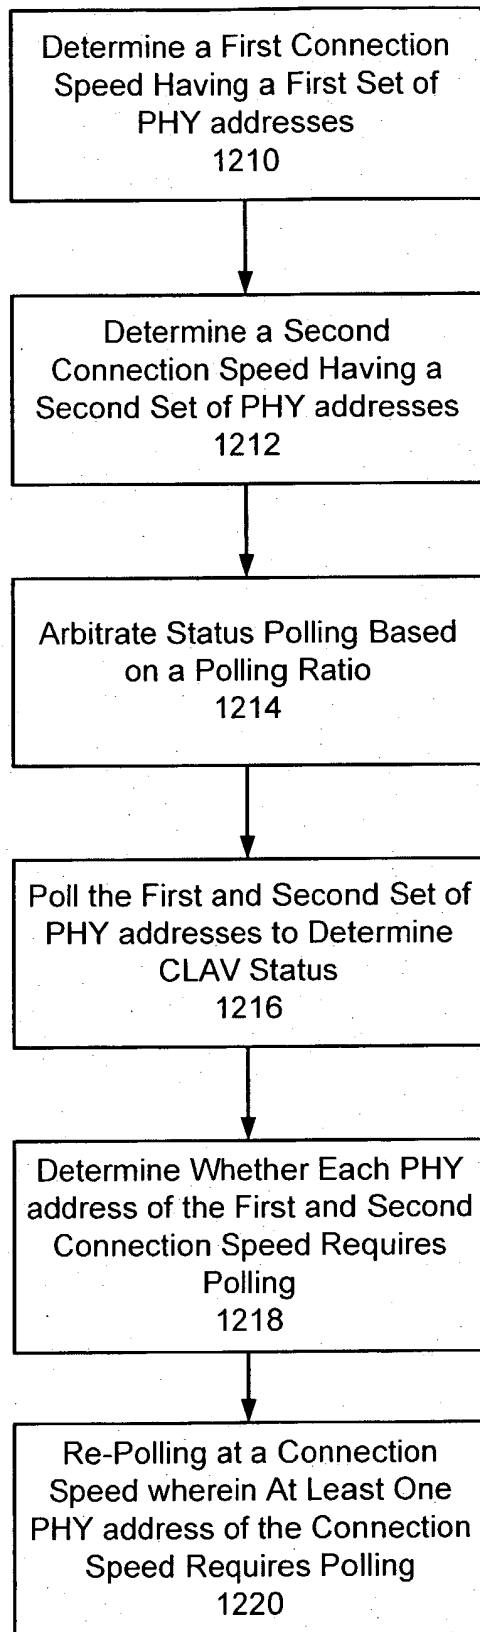 Determine a First Connection
Speed Having a First Set of
PHY addresses
1210
Determine a Second
Connection Speed Having a
Second Set of PHY addresses
1212
Arbitrate Status Polling Based
on a Polling Ratio
1214
Poll the First and Second Set of
PHY addresses to Determine
CLAV Status
1216
Determine Whether Each PHY
address of the First and Second
Connection Speed Requires
Polling
1218
Re-Polling at a Connection
Speed wherein At Least One
PHY address of the Connection
Speed Requires Polling
1220